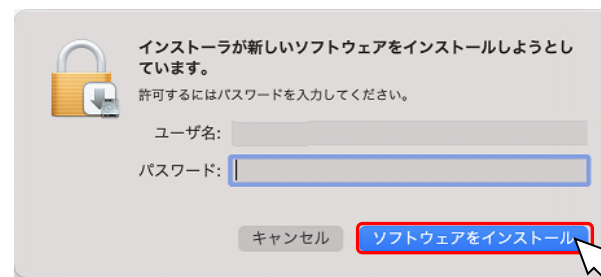 インストーラが新しいソフトウェアをインストールしようとし
ています。
許可するにはパスワードを入力してください。
ユーザ名:
パスワード:
キャンセル ソフトウェアをインストール